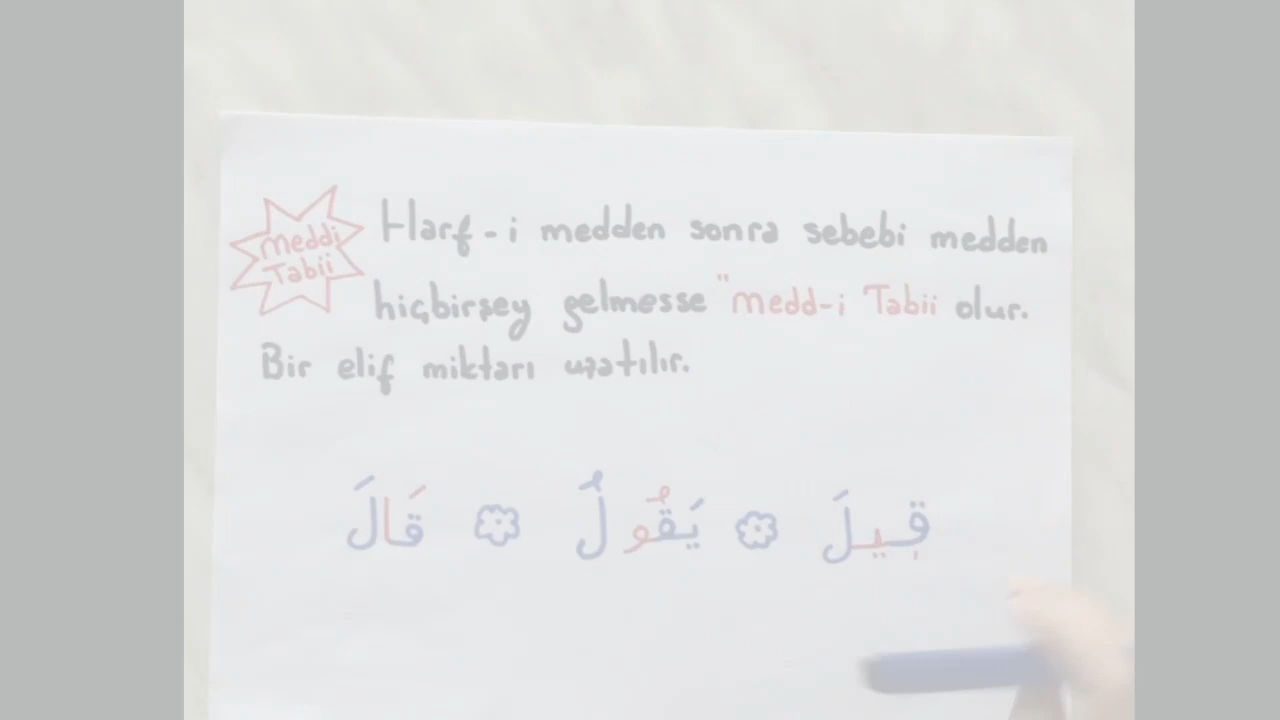 Meddi
Tabii
Harf-i medden sonra sebebi medden
hiçbirşey gelmesse "medd-i Tabii olur.
Bir elif miktarı uzatılır.
قِيلَ ۞ يَقُولُ ۞ قَالَ